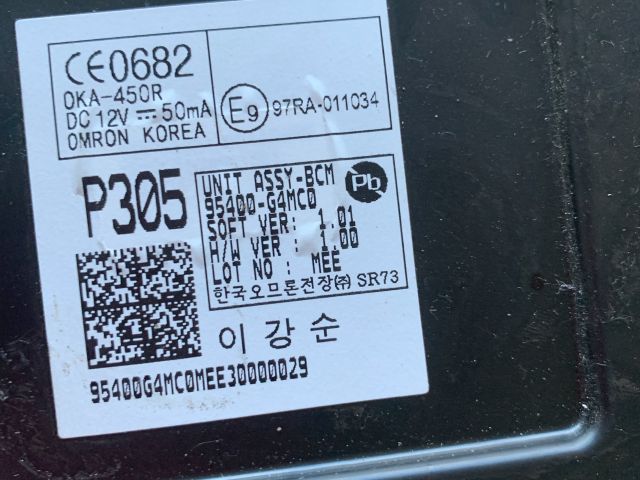 CE0682
OKA-450R
DC 12V ⎓ 50mA
OMRON KOREA
E9 97RA-011034
P305
UNIT ASSY-BCM
95400-G4MC0
SOFT VER: 1.01
H/W VER : 1.00
LOT NO : MEE
한국오므론전장㈜ SR73
Pb
이강순
95400G4MC0MEE30000029